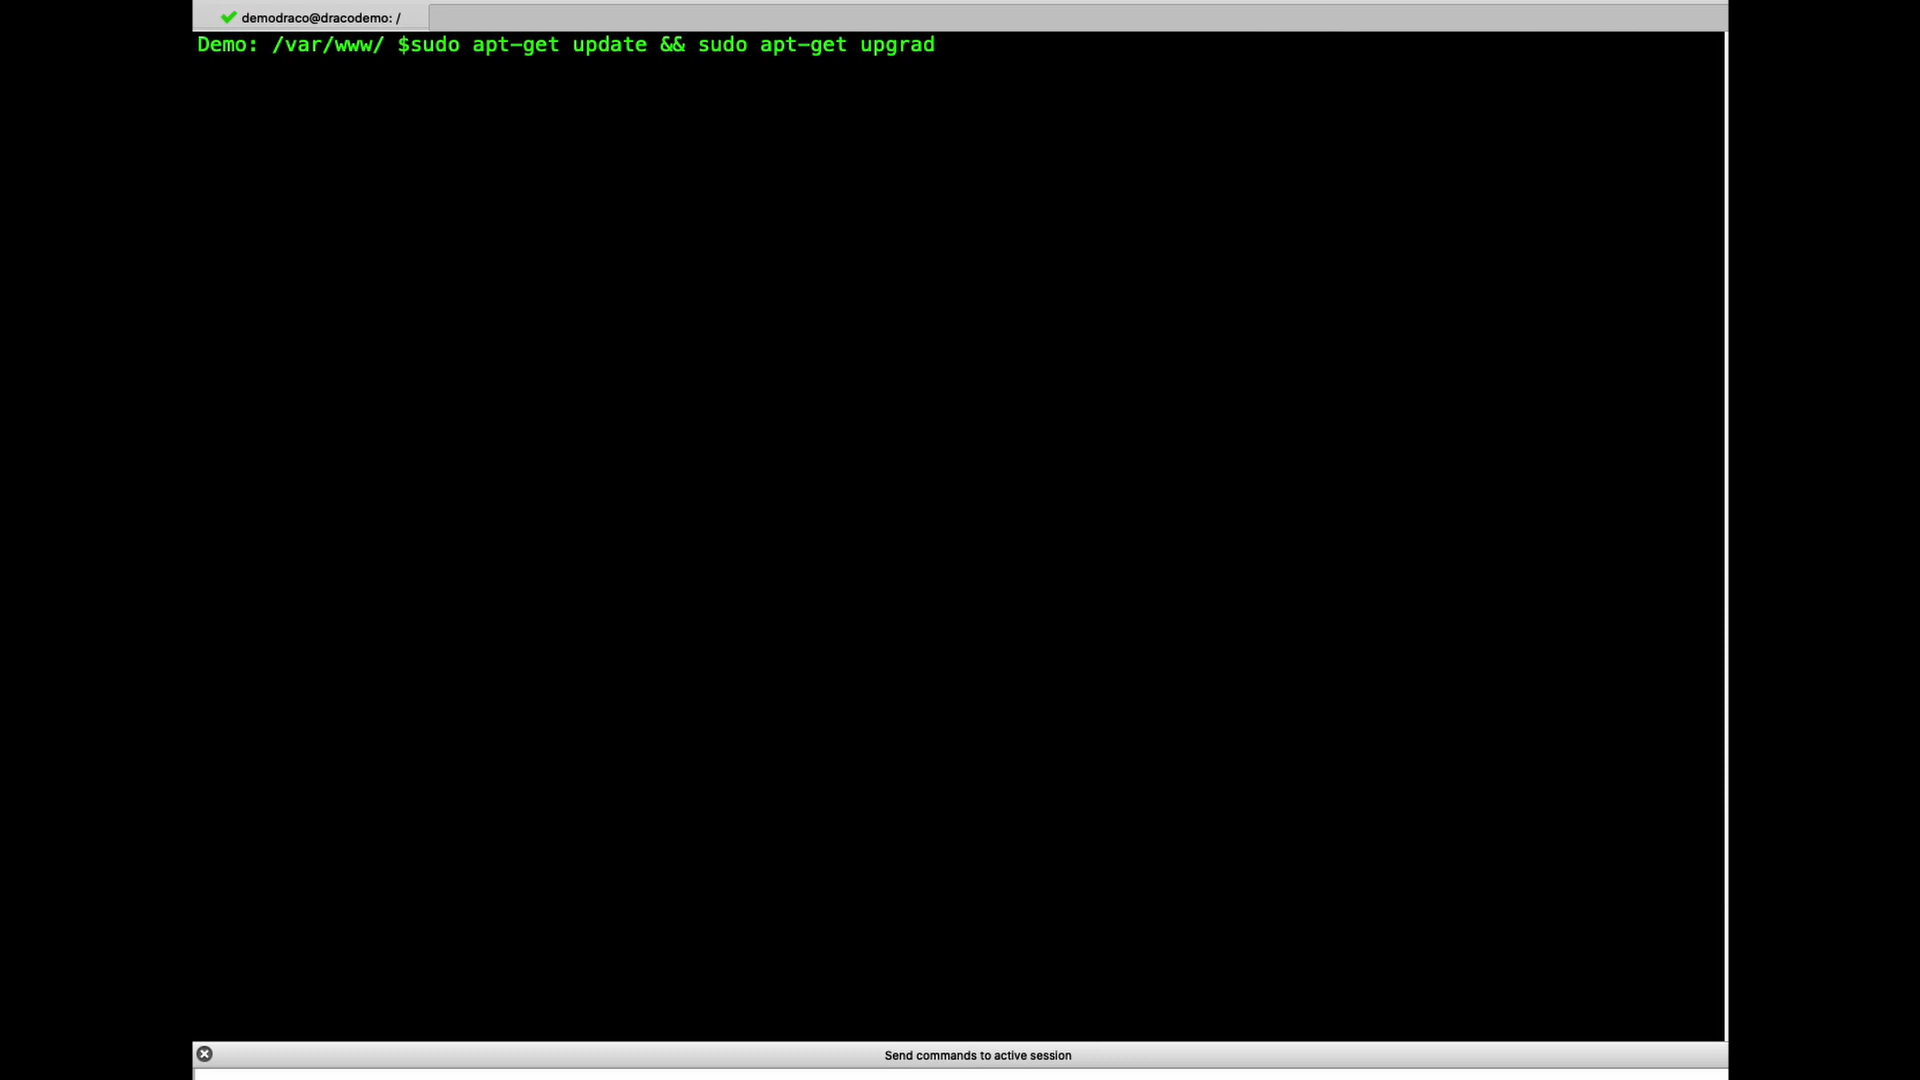 demodraco@dracodemo: /
Demo: /var/www/ $sudo apt-get update && sudo apt-get upgrad
Send commands to active session